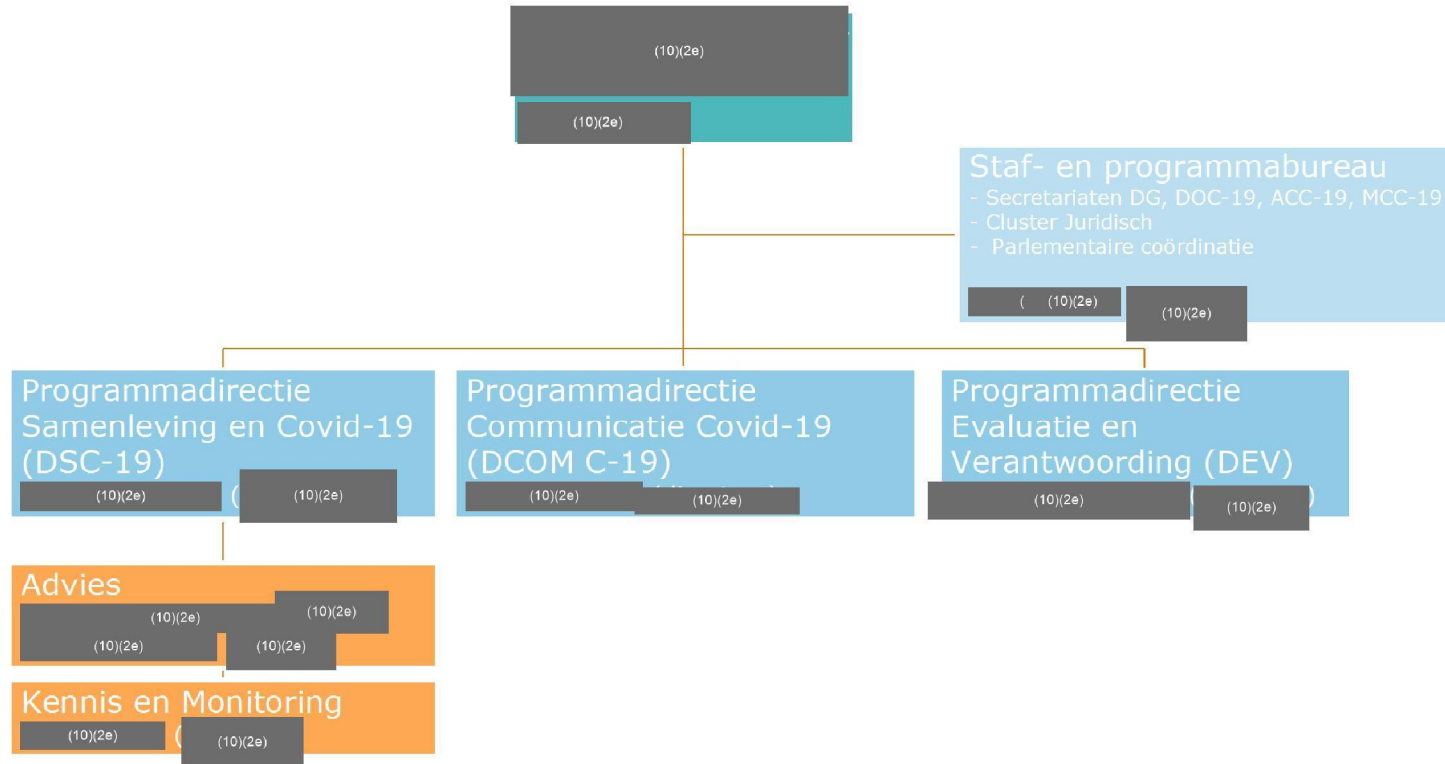 (10)(2e)
(10)(2e)
Staf- en programmabureau
- Secretariaten DG, DOC-19, ACC-19, MCC-19
- Cluster Juridisch
- Parlementaire coördinatie
( (10)(2e)
(10)(2e)
Programmadirectie
Samenleving en Covid-19
(DSC-19)
(10)(2e) ( (10)(2e)
Programmadirectie
Communicatie Covid-19
(DCOM C-19)
(10)(2e)
(10)(2e)
Programmadirectie
Evaluatie en
Verantwoording (DEV)
(10)(2e) )
(10)(2e)
Advies
(10)(2e)
(10)(2e)
(10)(2e) (10)(2e)
Kennis en Monitoring
(10)(2e) ( (10)(2e)